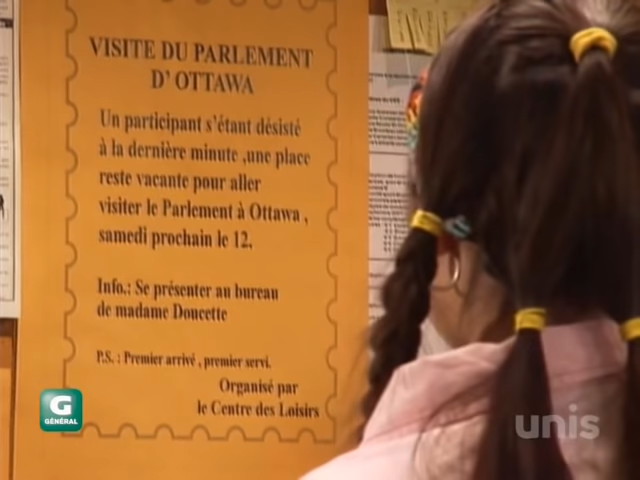 VISITE DU PARLEMENT
D' OTTAWA
Un participant s'étant désisté
à la dernière minute ,une place
reste vacante pour aller
visiter le Parlement à Ottawa ,
samedi prochain le 12.
Info.: Se présenter au bureau
de madame Doucette
P.S. : Premier arrivé , premier servi.
Organisé par
le Centre des Loisirs
G
GÉNÉRAL
unis